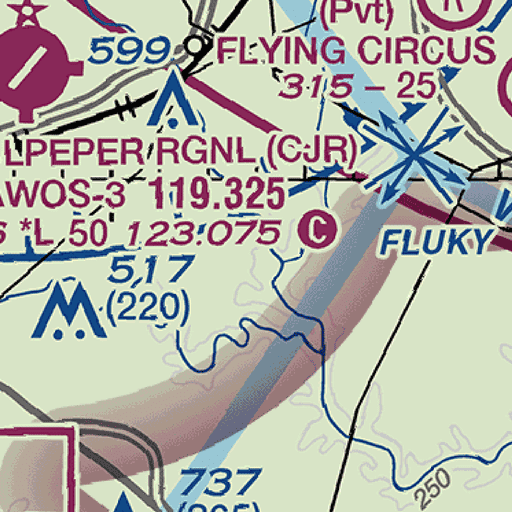 (Pvt)
599 FLYING CIRCUS
315 - 25
LPEPER RGNL (CJR)
AWOS-3 119.325
*L 50 123.075 C
FLUKY
517
(220)
737
250